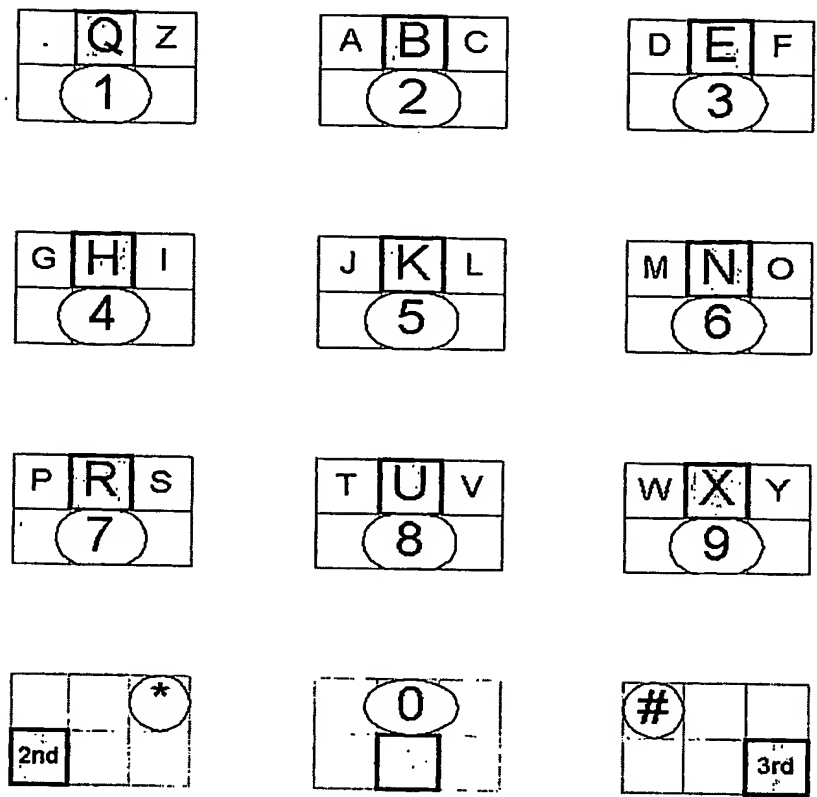 . Q Z A B C D E F
1 2 3
G H I J K L M N O
4 5 6
P R S T U V W X Y
7 8 9
* 0 #
2nd 3rd